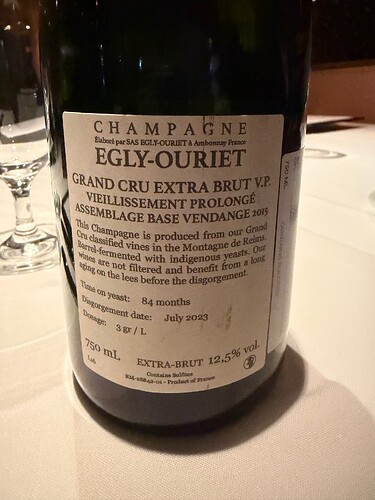 CHAMPAGNE
Élaboré par SAS EGLY-OURIET à Ambonnay France
EGLY-OURIET
GRAND CRU EXTRA BRUT V.P.
VIEILLISSEMENT PROLONGÉ
ASSEMBLAGE BASE VENDANGE 2015
This Champagne is produced from our Grand
Cru classified vines in the Montagne de Reims.
Barrel-fermented with indigenous yeasts. Our
wines are not filtered and benefit from a long
aging on the lees before the disgorgement.
Time on yeast: 84 months
Disgorgement date: July 2023
Dosage: 3 gr / L
750 mL EXTRA-BRUT 12,5% vol.
Contains Sulfites
Product of France
750 ML